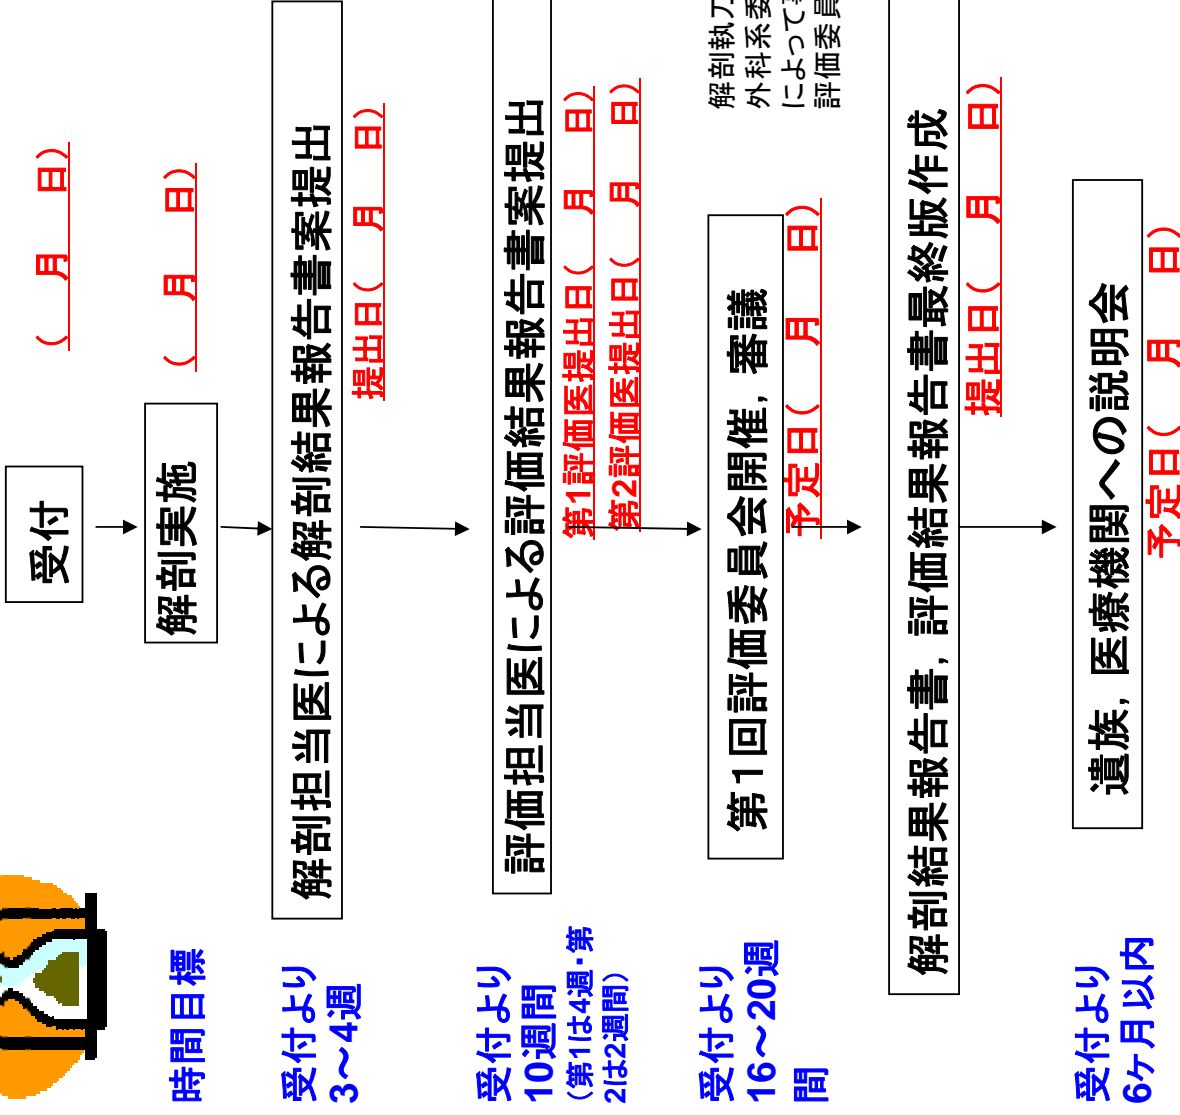 受付
（　月　日）
解剖実施
（　月　日）
時間目標
受付より
3～4週
解剖担当医による解剖結果報告書案提出
提出日（　月　日）
受付より
10週間
（第1は4週・第
2は2週間）
評価担当医による評価結果報告書案提出
第1評価医提出日（　月　日）
第2評価医提出日（　月　日）
受付より
16～20週
間
第1回評価委員会開催，審議
予定日（　月　日）
解剖執刀
外科系委
によって
評価委員
解剖結果報告書，評価結果報告書最終版作成
提出日（　月　日）
受付より
6ヶ月以内
遺族，医療機関への説明会
予定日（　月　日）